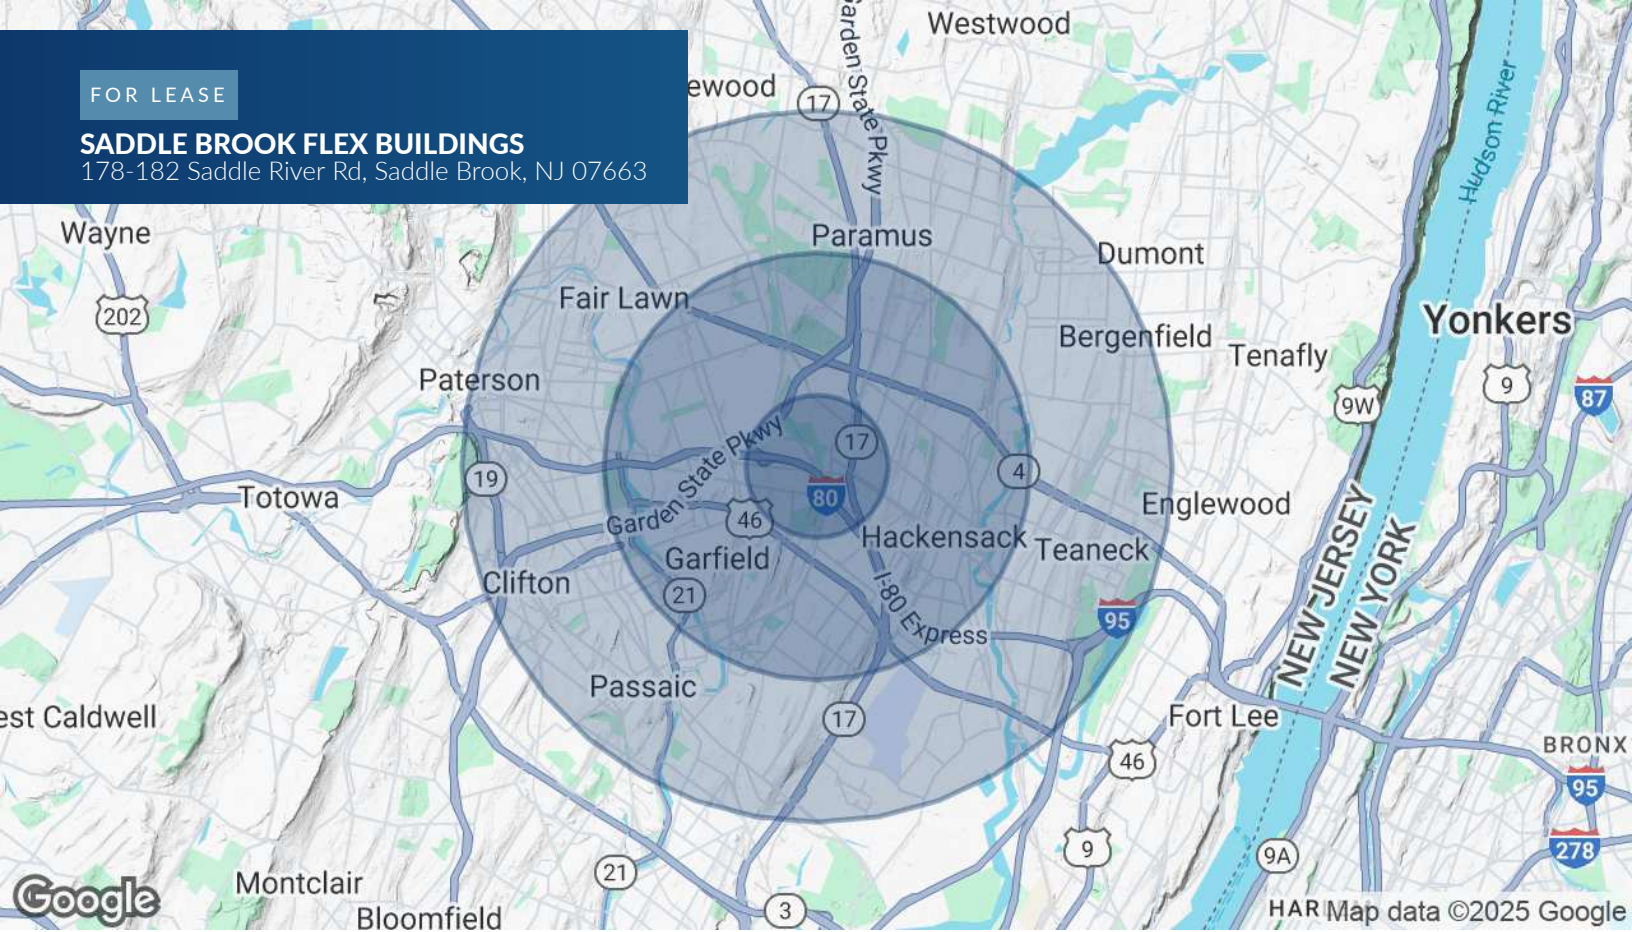 Westwood
Garden State Pkwy
FOR LEASE
SADDLE BROOK FLEX BUILDINGS
178-182 Saddle River Rd, Saddle Brook, NJ 07663
ewood
17
Hudson River
Wayne
Paramus
Dumont
202
Fair Lawn
Bergenfield
Tenafly
Yonkers
9
87
Paterson
9W
Garden State Pkwy
17
19
4
80
Totowa
46
Englewood
Hackensack
Teaneck
Garfield
Clifton
21
I-80 Express
95
NEW JERSEY
NEW YORK
Passaic
est Caldwell
17
Fort Lee
46
BRONX
95
9
9A
278
21
Montclair
Bloomfield
3
Google
HAR
Map data ©2025 Google